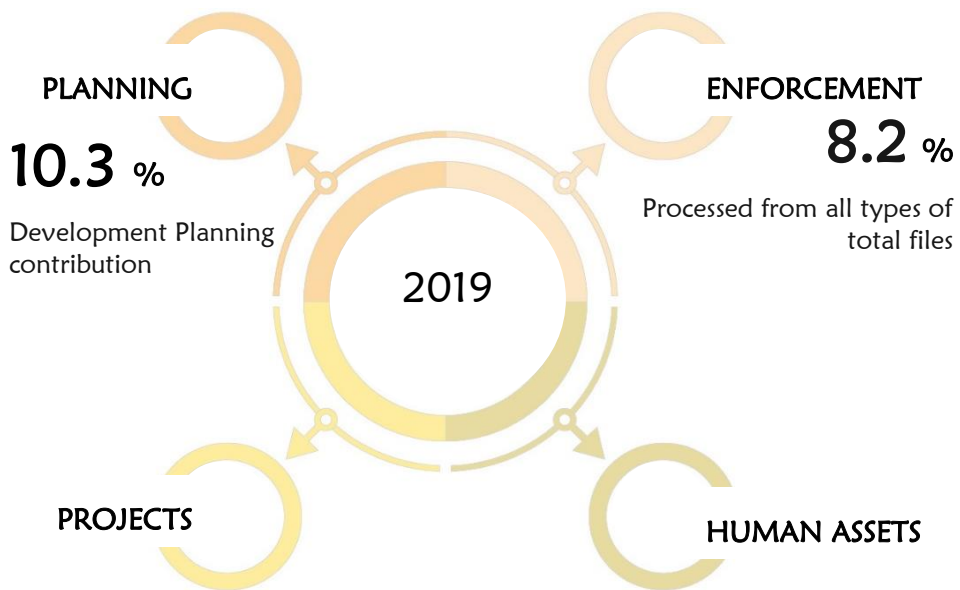 PLANNING
10.3 %
Development Planning
contribution
ENFORCEMENT
8.2 %
Processed from all types of
total files
2019
PROJECTS
HUMAN ASSETS